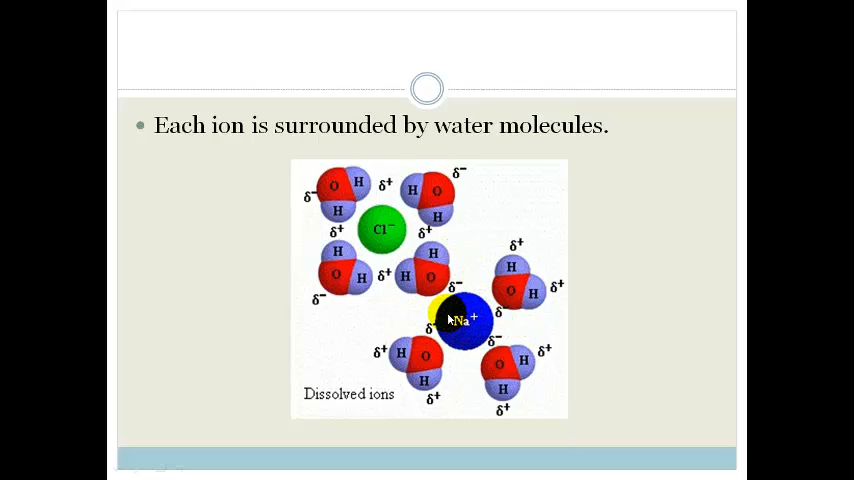 • Each ion is surrounded by water molecules.
δ⁻
O H δ⁺ H O
δ⁻
H H
Cl⁻
δ⁺ δ⁺
H H
δ⁺
O H δ⁺ H O H δ⁺
δ⁻ δ⁻ O H
δ⁻
Na⁺
δ⁻ δ⁻
δ⁺ H O H δ⁺
O
H H
Dissolved ions δ⁺ δ⁺